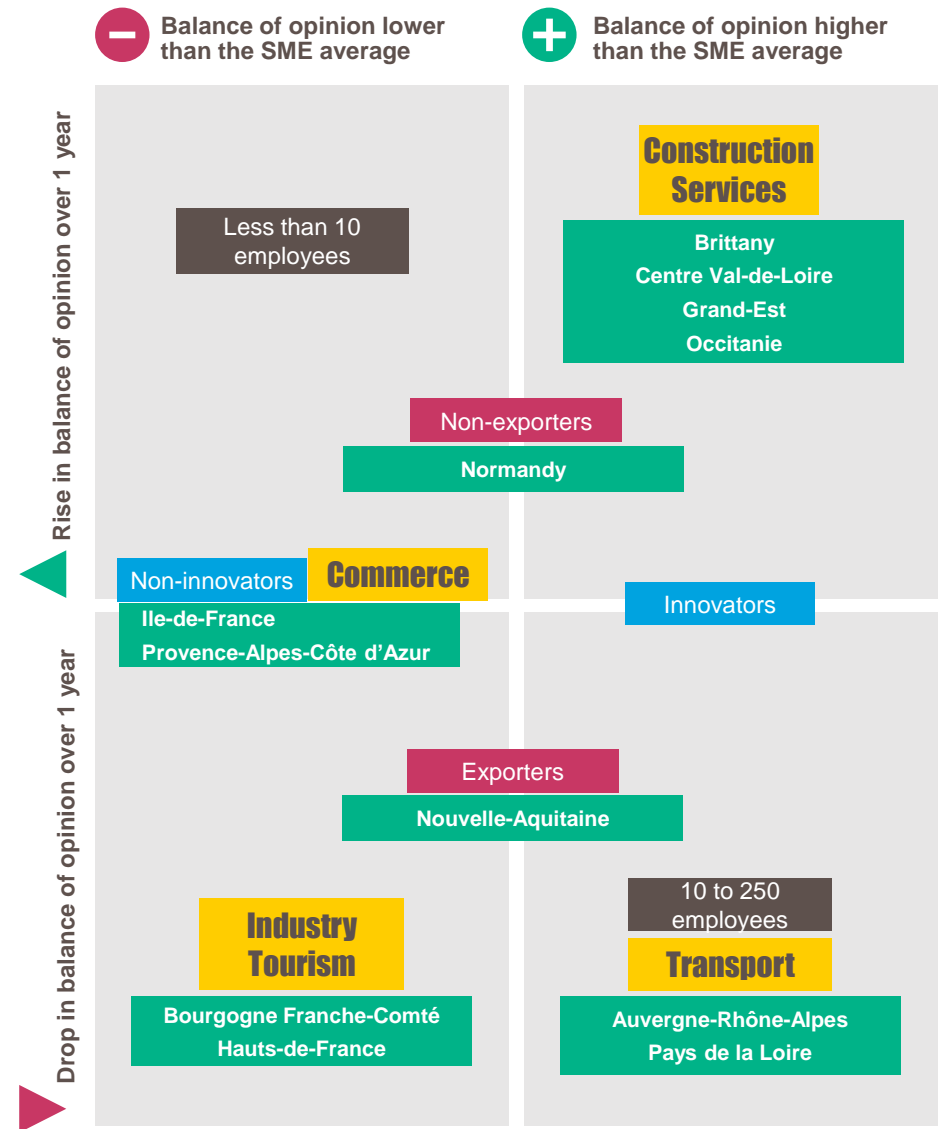 Balance of opinion lower
than the SME average
Balance of opinion higher
than the SME average
Rise in balance of opinion over 1 year
Construction
Services
Brittany
Centre Val-de-Loire
Grand-Est
Occitanie
Less than 10
employees
Non-exporters
Normandy
Non-innovators
Commerce
Ile-de-France
Provence-Alpes-Côte d'Azur
Innovators
Drop in balance of opinion over 1 year
Exporters
Nouvelle-Aquitaine
Industry
Tourism
Bourgogne Franche-Comté
Hauts-de-France
10 to 250
employees
Transport
Auvergne-Rhône-Alpes
Pays de la Loire